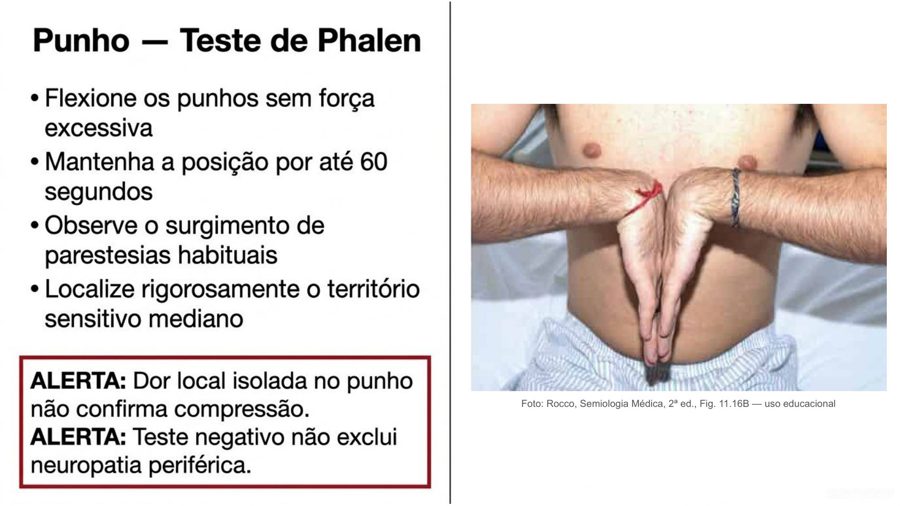 Punho — Teste de Phalen
• Flexione os punhos sem força
excessiva
• Mantenha a posição por até 60
segundos
• Observe o surgimento de
parestesias habituais
• Localize rigorosamente o território
sensitivo mediano
ALERTA: Dor local isolada no punho
não confirma compressão.
ALERTA: Teste negativo não exclui
neuropatia periférica.
Foto: Rocco, Semiologia Médica, 2ª ed., Fig. 11.16B — uso educacional